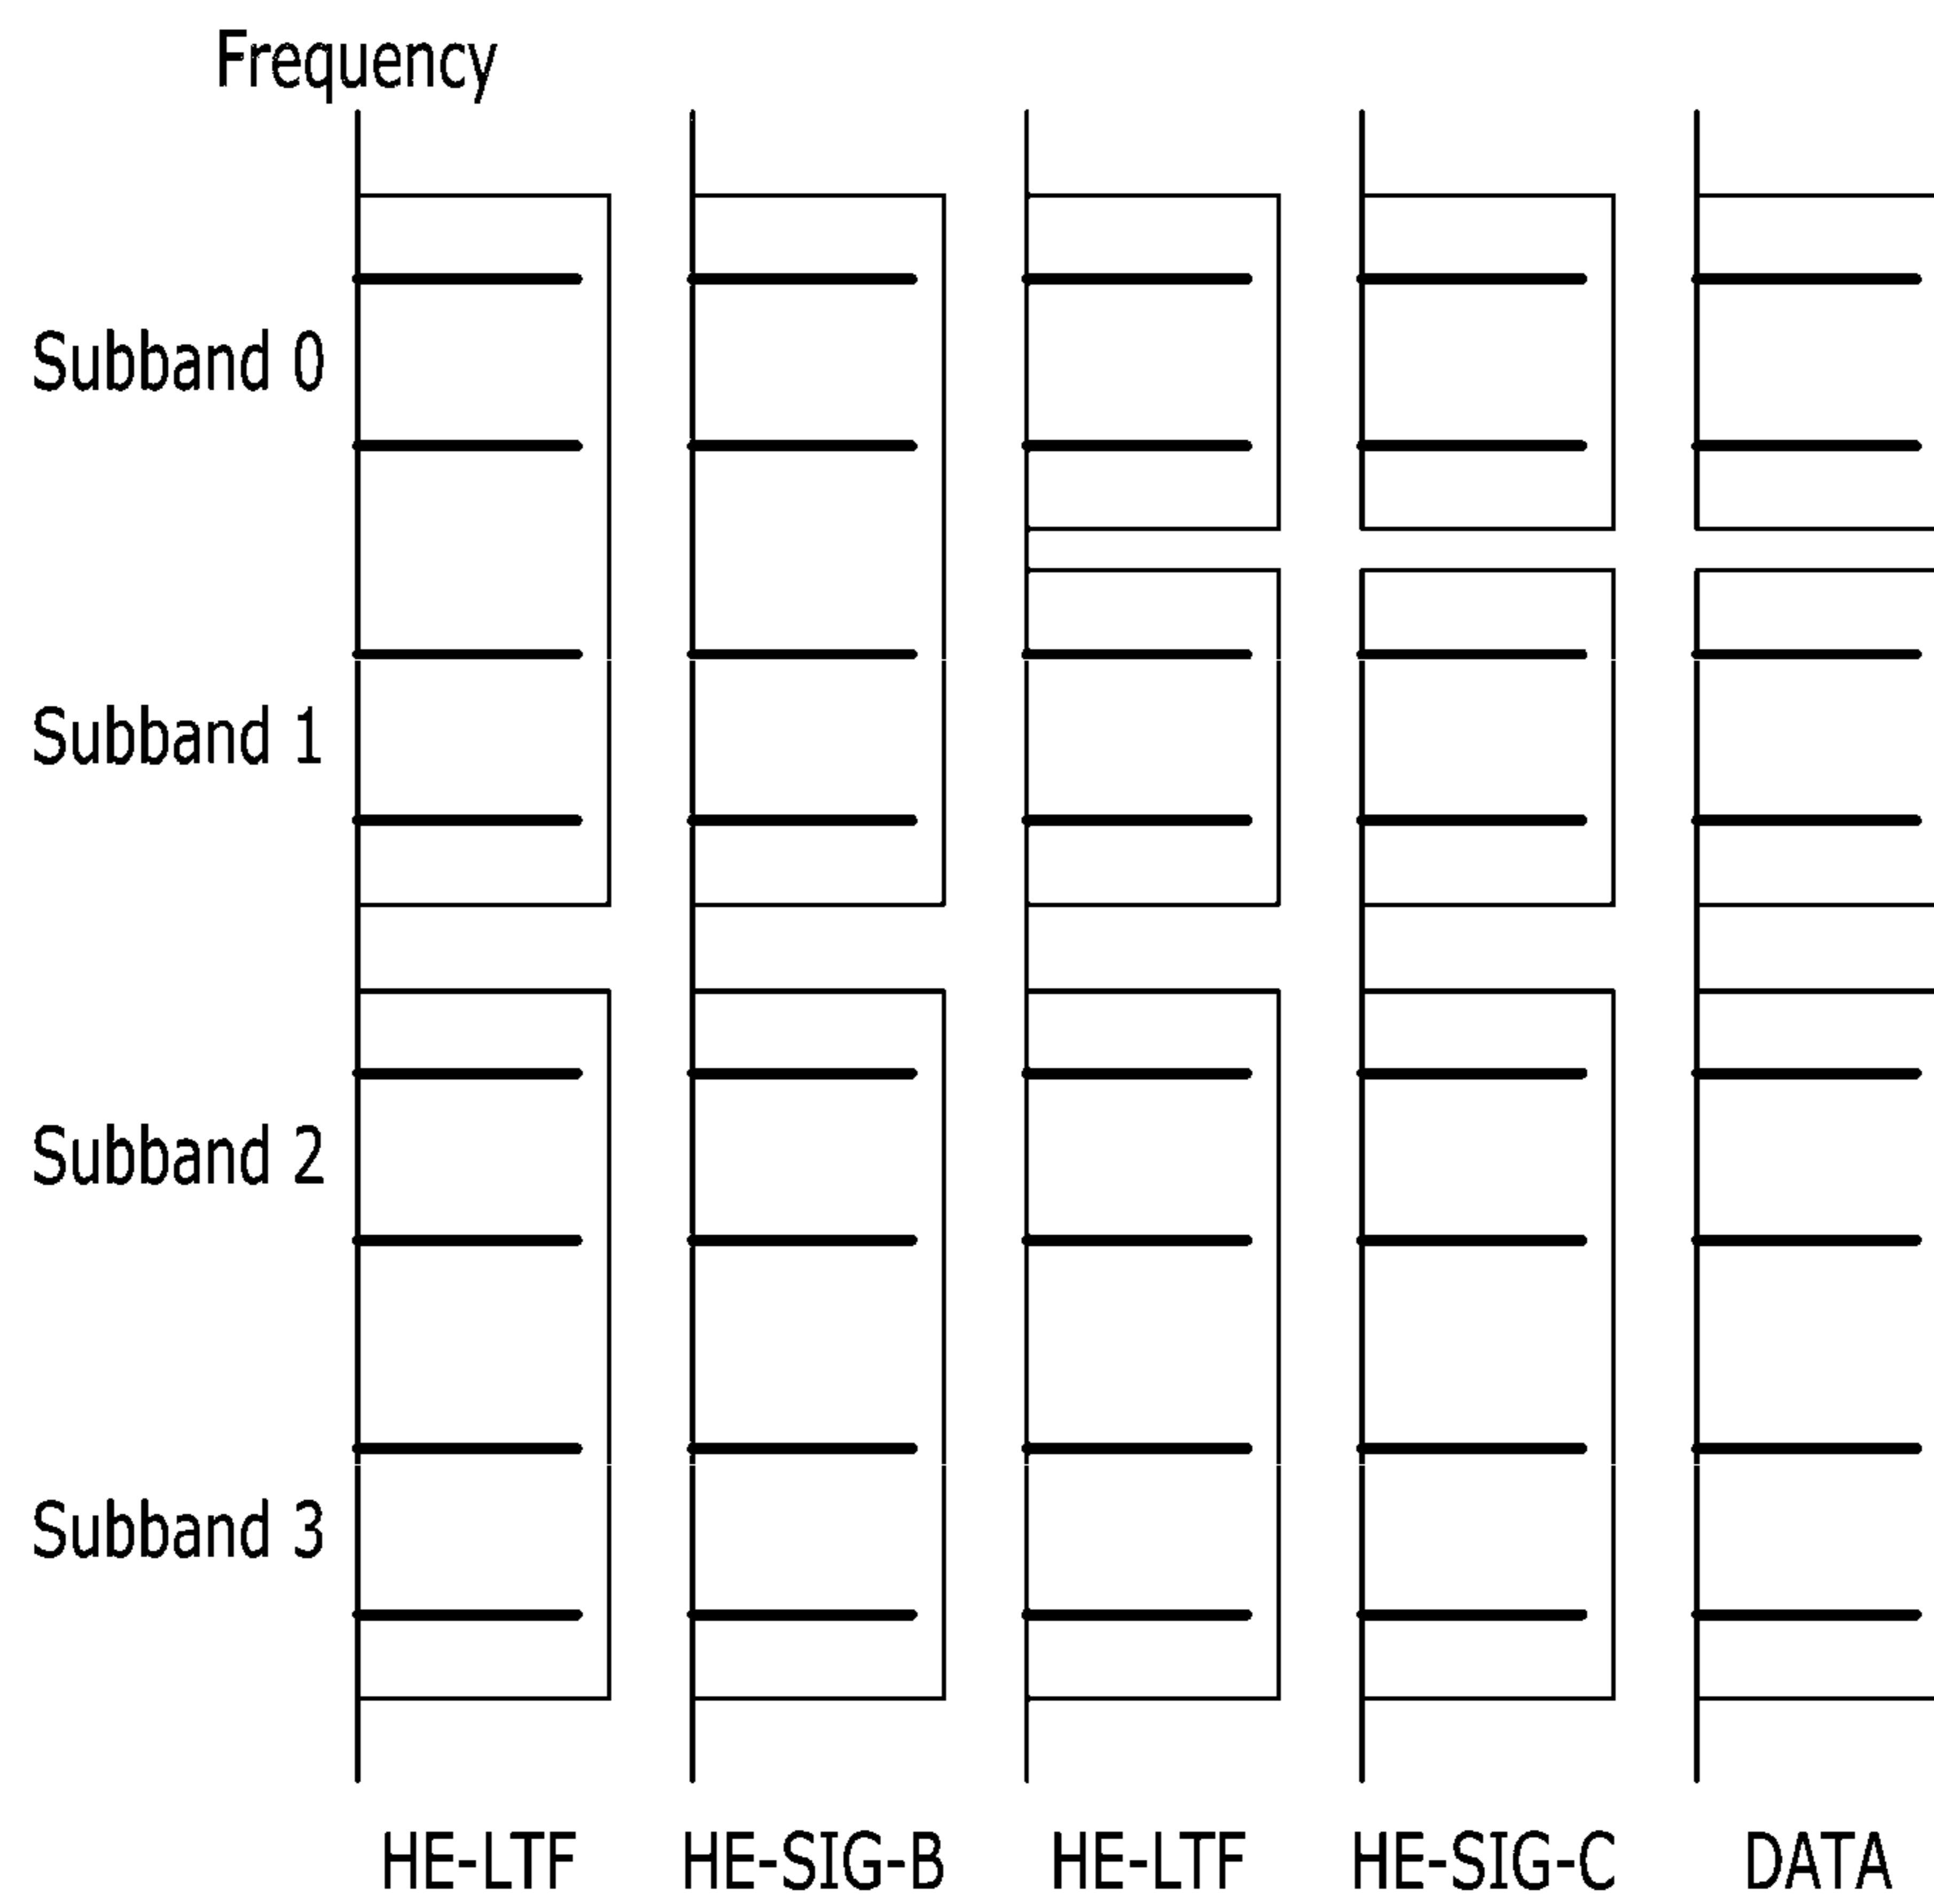 Frequency
Subband 0
Subband 1
Subband 2
Subband 3
HE-LTF HE-SIG-B HE-LTF HE-SIG-C DATA